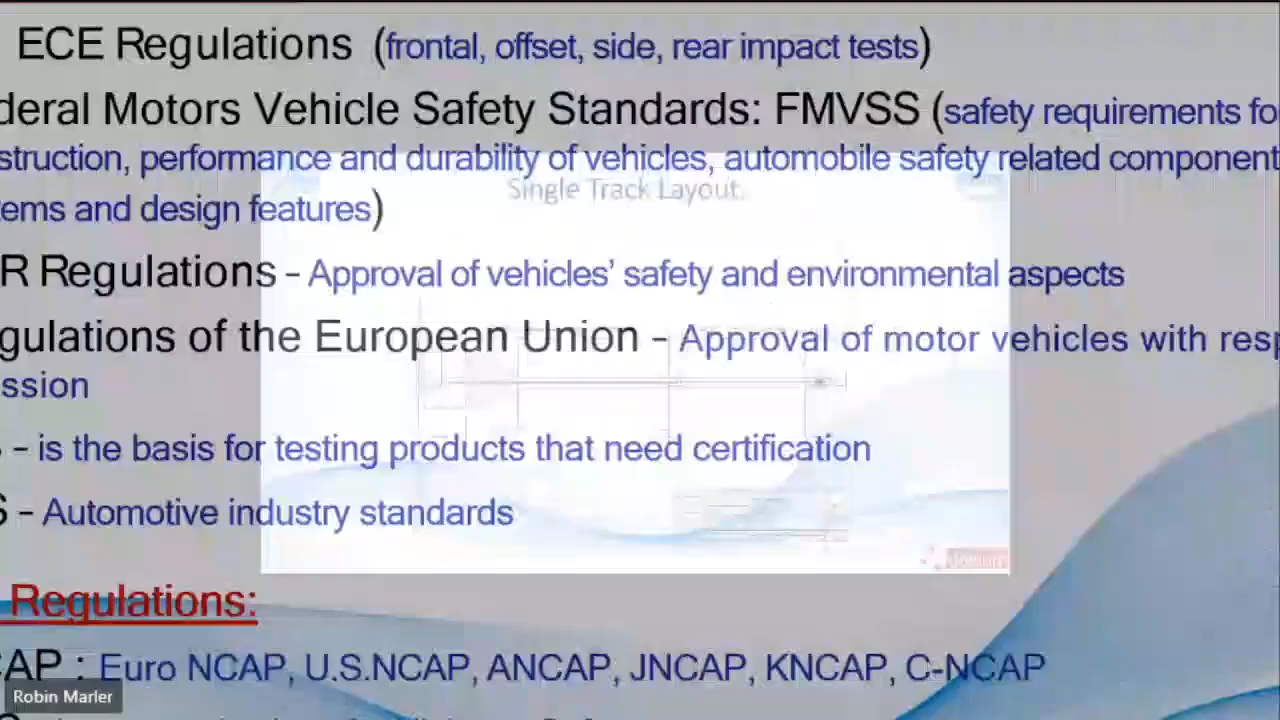 ECE Regulations (frontal, offset, side, rear impact tests)
deral Motors Vehicle Safety Standards: FMVSS (safety requirements fo
struction, performance and durability of vehicles, automobile safety related component
Single Track Layout.
tems and design features)
R Regulations – Approval of vehicles' safety and environmental aspects
gulations of the European Union – Approval of motor vehicles with resp
ssion
– is the basis for testing products that need certification
S – Automotive industry standards
Regulations:
CAP : Euro NCAP, U.S.NCAP, ANCAP, JNCAP, KNCAP, C-NCAP
Robin Marler